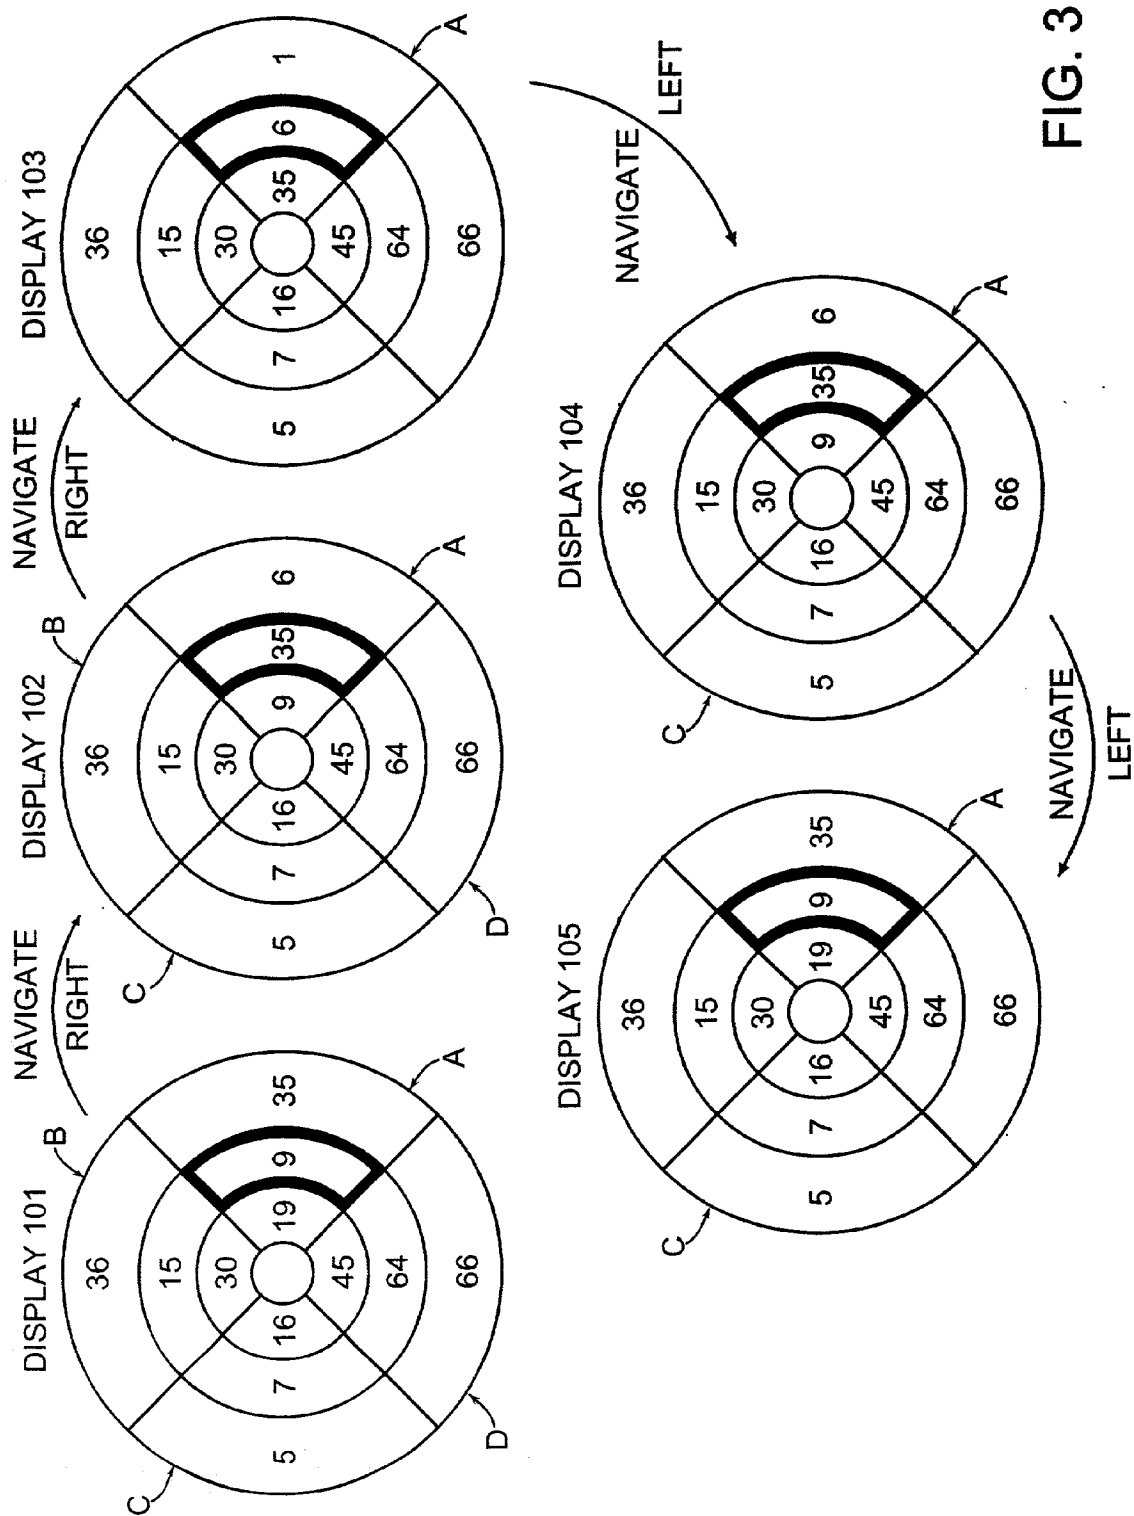 DISPLAY 101
C
B
36
15
30
5 7 16 19 9 35
45
64
66
D
A
NAVIGATE
RIGHT
DISPLAY 102
C
B
36
15
30
5 7 16 9 35 6
45
64
66
D
A
NAVIGATE
RIGHT
DISPLAY 103
36
15
30
5 7 16 35 6 1
45
64
66
A
NAVIGATE
LEFT
DISPLAY 104
C
36
15
30
5 7 16 9 35 6
45
64
66
A
NAVIGATE
LEFT
DISPLAY 105
C
36
15
30
5 7 16 19 9 35
45
64
66
A
FIG. 3